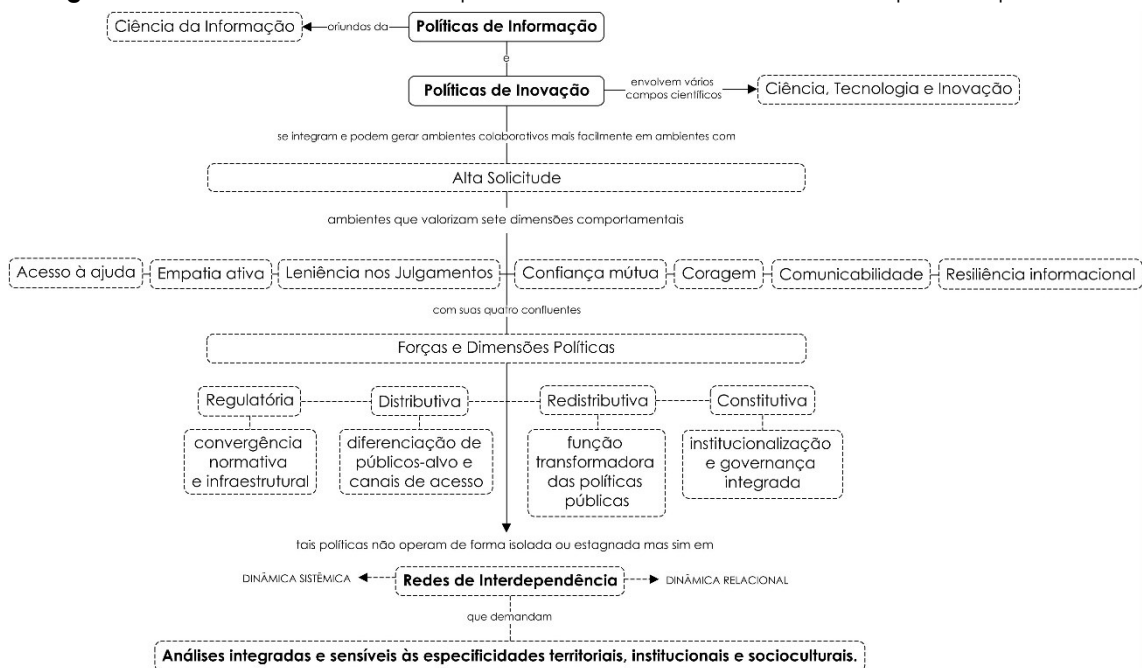 Ciência da Informação oriundas da Políticas de Informação
e
Políticas de Inovação envolvem vários campos científicos Ciência, Tecnologia e Inovação
se integram e podem gerar ambientes colaborativos mais facilmente em ambientes com
Alta Solicitude
ambientes que valorizam sete dimensões comportamentais
Acesso à ajuda Empatia ativa Leniência nos Julgamentos Confiança mútua Coragem Comunicabilidade Resiliência informacional
com suas quatro confluentes
Forças e Dimensões Políticas
Regulatória Distributiva Redistributiva Constitutiva
convergência
normativa
e infraestrutural
diferenciação de
públicos-alvo e
canais de acesso
função
transformadora
das políticas
públicas
institucionalização
e governança
integrada
tais políticas não operam de forma isolada ou estagnada mas sim em
DINÂMICA SISTÊMICA Redes de Interdependência DINÂMICA RELACIONAL
que demandam
Análises integradas e sensíveis às especificidades territoriais, institucionais e socioculturais.